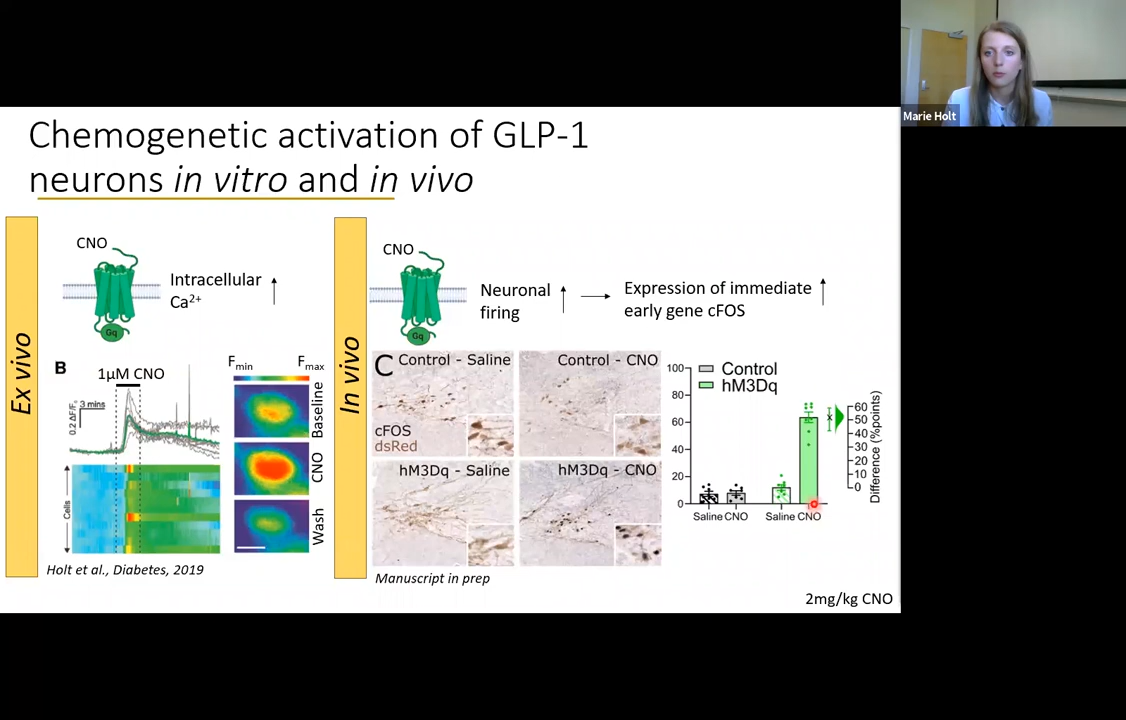 Marie Holt
Chemogenetic activation of GLP-1
neurons in vitro and in vivo
Ex vivo
CNO
Intracellular
Ca²⁺
Gq
B
1µM CNO
3 mins
0.2 ΔF/F₀
Cells
Fmin
Fmax
Baseline
CNO
Wash
Holt et al., Diabetes, 2019
In vivo
CNO
Neuronal
firing
Expression of immediate
early gene cFOS
Gq
C
Control - Saline
Control - CNO
cFOS
dsRed
hM3Dq - Saline
hM3Dq - CNO
Manuscript in prep
Control
hM3Dq
100
80
60
40
20
0
Saline CNO
Saline CNO
60
50
40
30
20
10
0
Difference (%points)
2mg/kg CNO